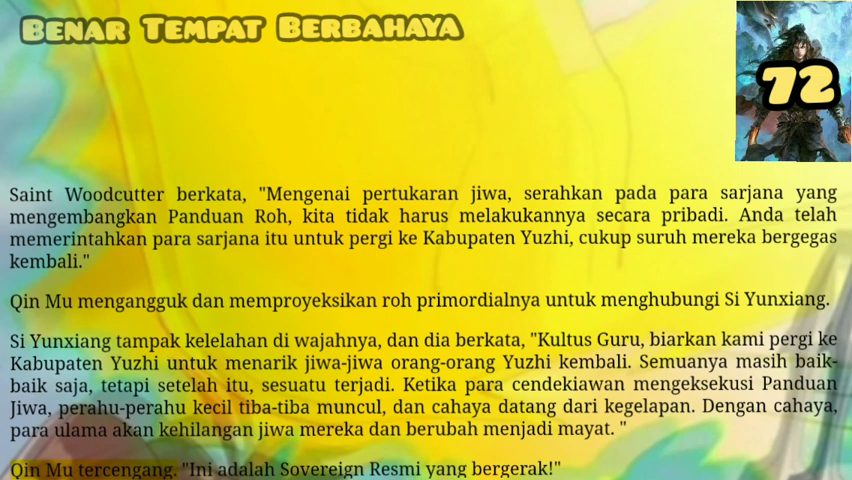 BENAR TEMPAT BERBAHAYA
72
Saint Woodcutter berkata, "Mengenai pertukaran jiwa, serahkan pada para sarjana yang
mengembangkan Panduan Roh, kita tidak harus melakukannya secara pribadi. Anda telah
memerintahkan para sarjana itu untuk pergi ke Kabupaten Yuzhi, cukup suruh mereka bergegas
kembali."
Qin Mu mengangguk dan memproyeksikan roh primordialnya untuk menghubungi Si Yunxiang.
Si Yunxiang tampak kelelahan di wajahnya, dan dia berkata, "Kultus Guru, biarkan kami pergi ke
Kabupaten Yuzhi untuk menarik jiwa-jiwa orang-orang Yuzhi kembali. Semuanya masih baik-
baik saja, tetapi setelah itu, sesuatu terjadi. Ketika para cendekiawan mengeksekusi Panduan
Jiwa, perahu-perahu kecil tiba-tiba muncul, dan cahaya datang dari kegelapan. Dengan cahaya,
para ulama akan kehilangan jiwa mereka dan berubah menjadi mayat. "
Qin Mu tercengang. "Ini adalah Sovereign Resmi yang bergerak!"